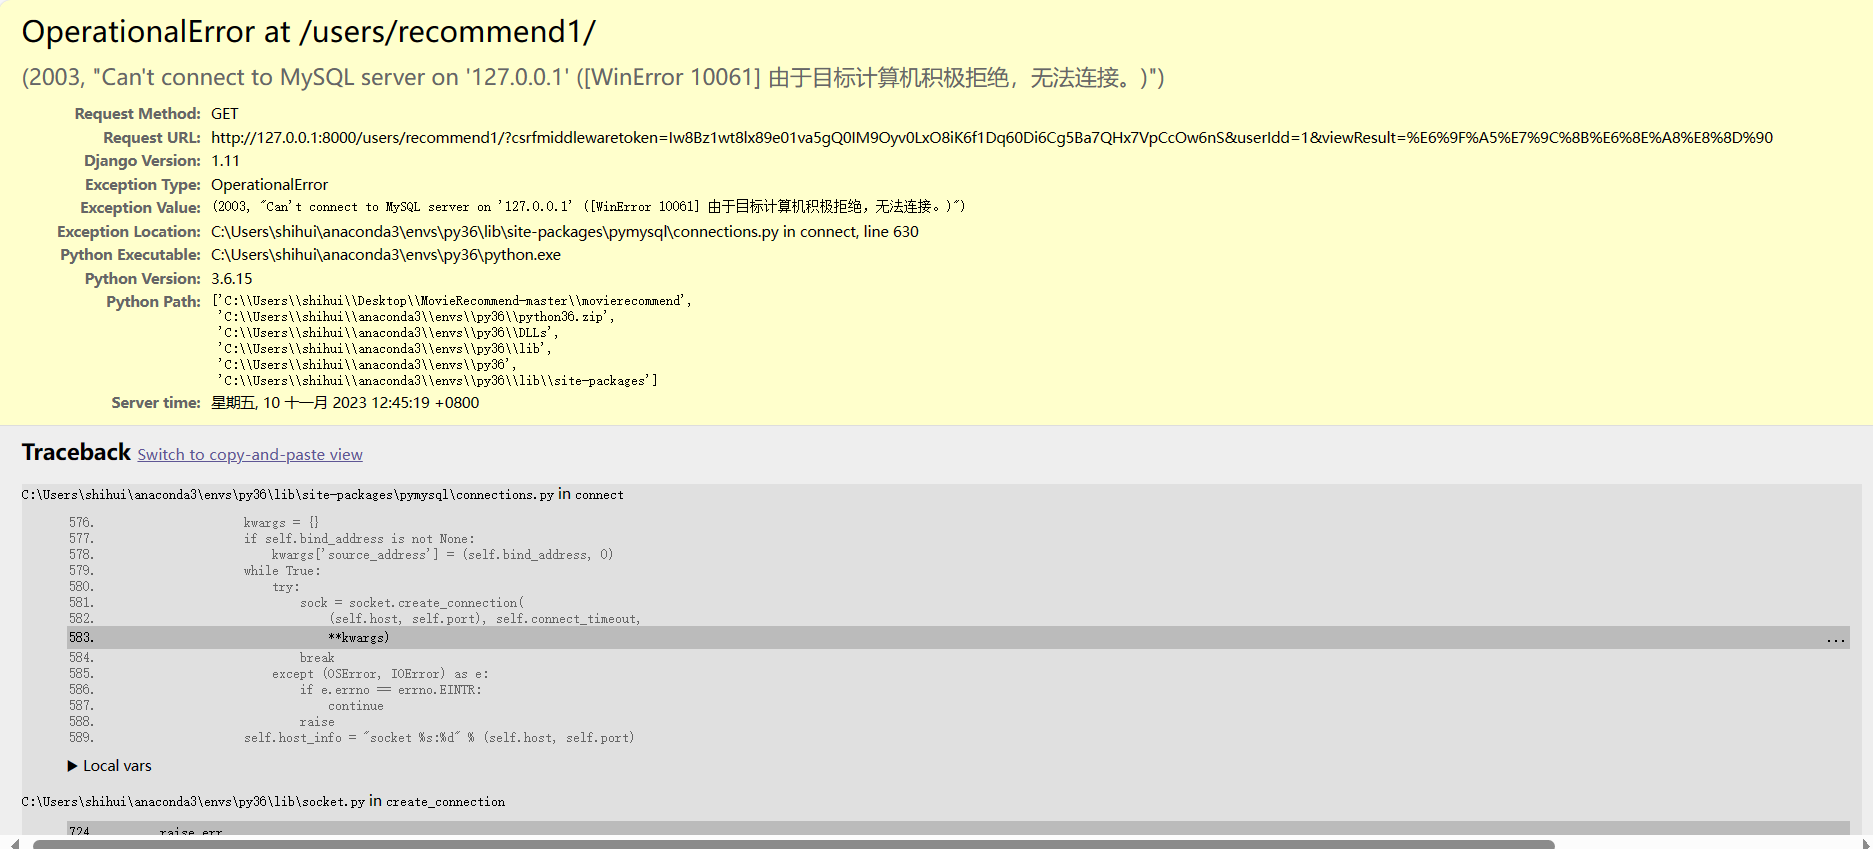 OperationalError at /users/recommend1/
(2003, "Can't connect to MySQL server on '127.0.0.1' ([WinError 10061] 由于目标计算机积极拒绝，无法连接。)")
Request Method: GET
Request URL: http://127.0.0.1:8000/users/recommend1/?csrfmiddlewaretoken=Iw8Bz1wt8lx89e01va5gQ0IM9Oyv0LxO8iK6f1Dq60Di6Cg5Ba7QHx7VpCcOw6nS&userIdd=1&viewResult=%E6%9F%A5%E7%9C%8B%E6%8E%A8%E8%8D%90
Django Version: 1.11
Exception Type: OperationalError
Exception Value: (2003, "Can't connect to MySQL server on '127.0.0.1' ([WinError 10061] 由于目标计算机积极拒绝，无法连接。)")
Exception Location: C:\Users\shihui\anaconda3\envs\py36\lib\site-packages\pymysql\connections.py in connect, line 630
Python Executable: C:\Users\shihui\anaconda3\envs\py36\python.exe
Python Version: 3.6.15
Python Path: ['C:\\Users\\shihui\\Desktop\\MovieRecommend-master\\movierecommend',
'C:\\Users\\shihui\\anaconda3\\envs\\py36\\python36.zip',
'C:\\Users\\shihui\\anaconda3\\envs\\py36\\DLLs',
'C:\\Users\\shihui\\anaconda3\\envs\\py36\\lib',
'C:\\Users\\shihui\\anaconda3\\envs\\py36',
'C:\\Users\\shihui\\anaconda3\\envs\\py36\\lib\\site-packages']
Server time: 星期五, 10 十一月 2023 12:45:19 +0800
Traceback Switch to copy-and-paste view
C:\Users\shihui\anaconda3\envs\py36\lib\site-packages\pymysql\connections.py in connect
576. kwargs = {}
577. if self.bind_address is not None:
578. kwargs['source_address'] = (self.bind_address, 0)
579. while True:
580. try:
581. sock = socket.create_connection(
582. (self.host, self.port), self.connect_timeout,
583. **kwargs) ...
584. break
585. except (OSError, IOError) as e:
586. if e.errno == errno.EINTR:
587. continue
588. raise
589. self.host_info = "socket %s:%d" % (self.host, self.port)
▶ Local vars
C:\Users\shihui\anaconda3\envs\py36\lib\socket.py in create_connection
724. raise err